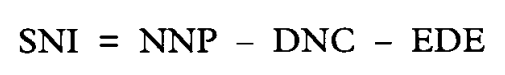 SNI = NNP – DNC – EDE